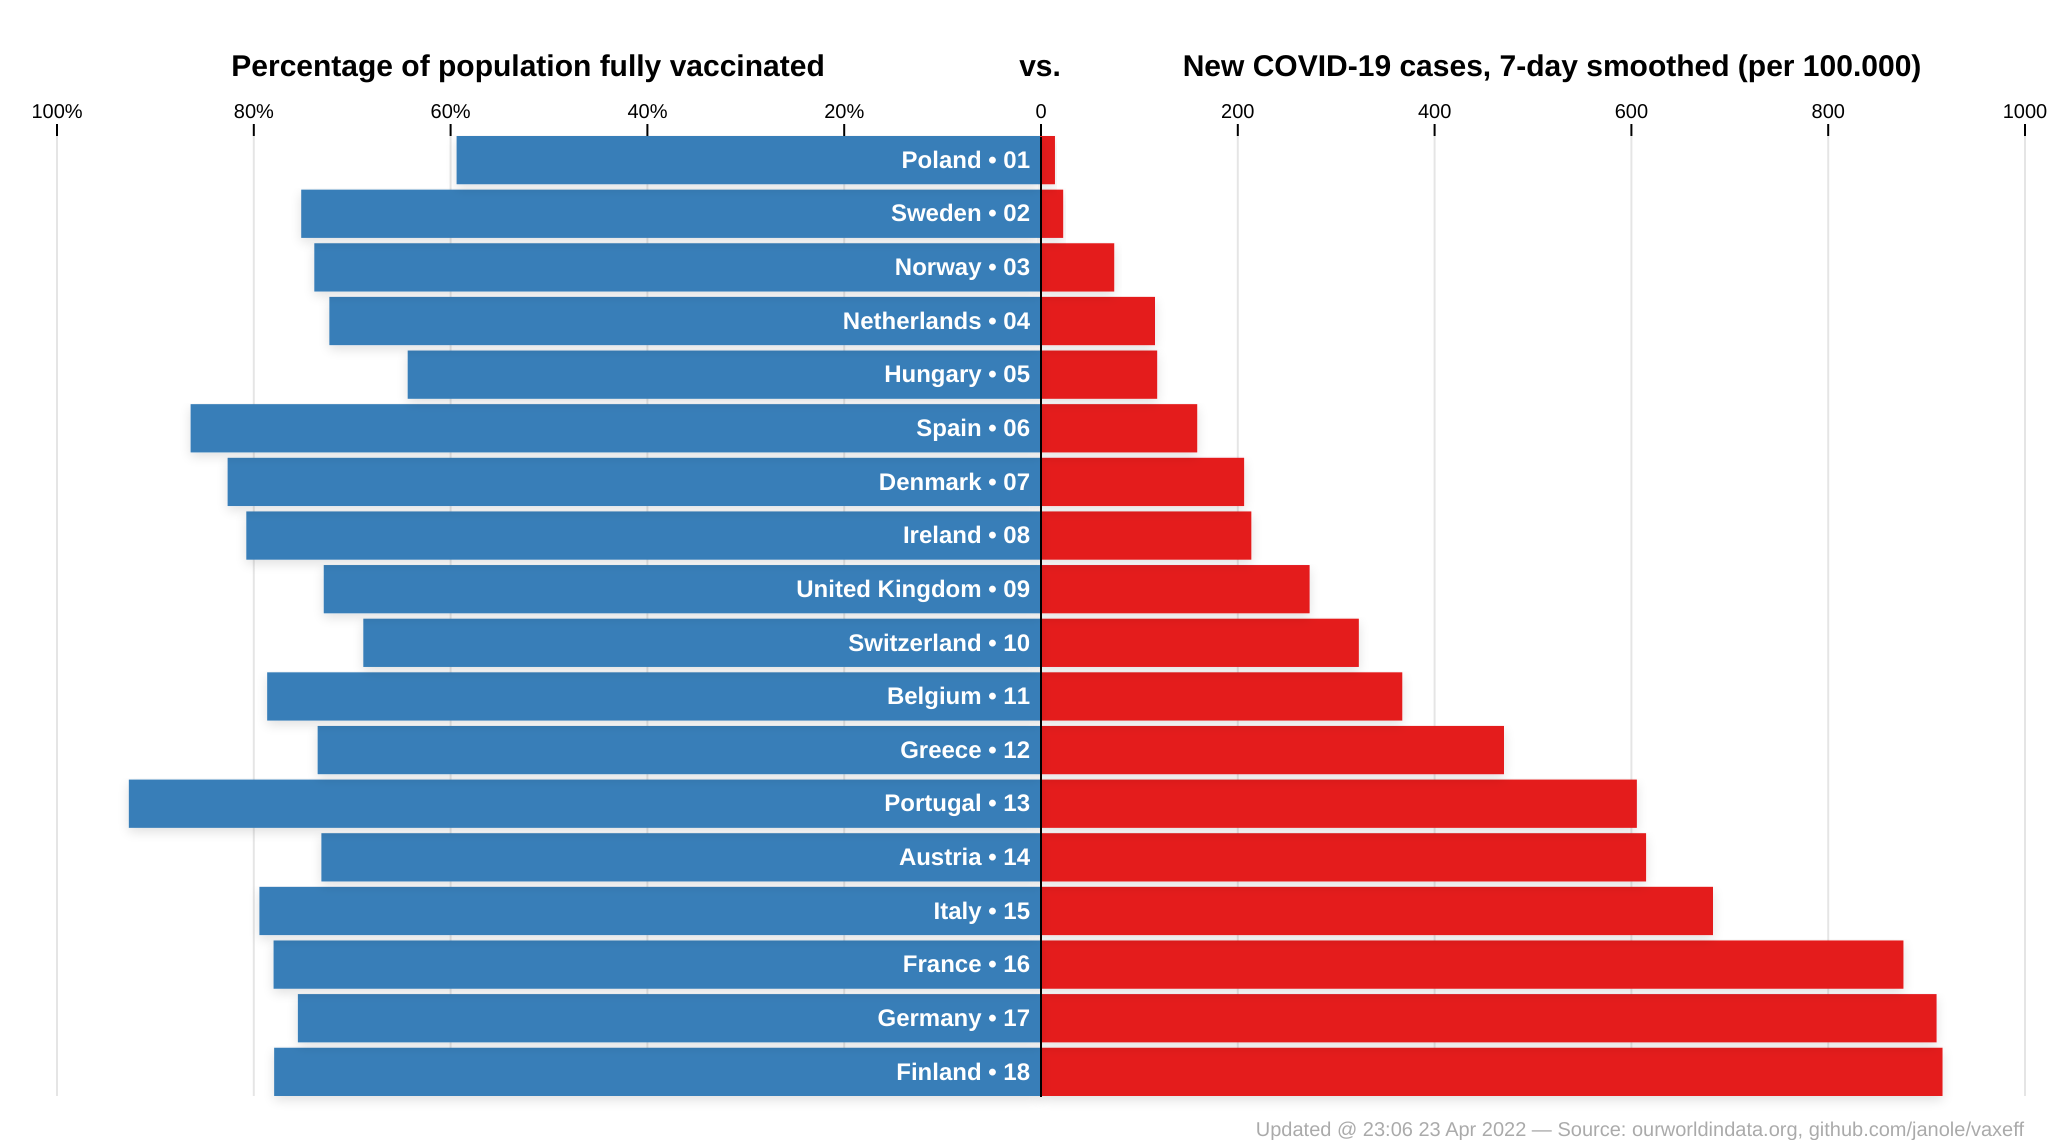 Percentage of population fully vaccinated vs. New COVID-19 cases, 7-day smoothed (per 100.000)
100% 80% 60% 40% 20% 0 200 400 600 800 1000
Poland • 01
Sweden • 02
Norway • 03
Netherlands • 04
Hungary • 05
Spain • 06
Denmark • 07
Ireland • 08
United Kingdom • 09
Switzerland • 10
Belgium • 11
Greece • 12
Portugal • 13
Austria • 14
Italy • 15
France • 16
Germany • 17
Finland • 18
Updated @ 23:06 23 Apr 2022 — Source: ourworldindata.org, github.com/janole/vaxeff